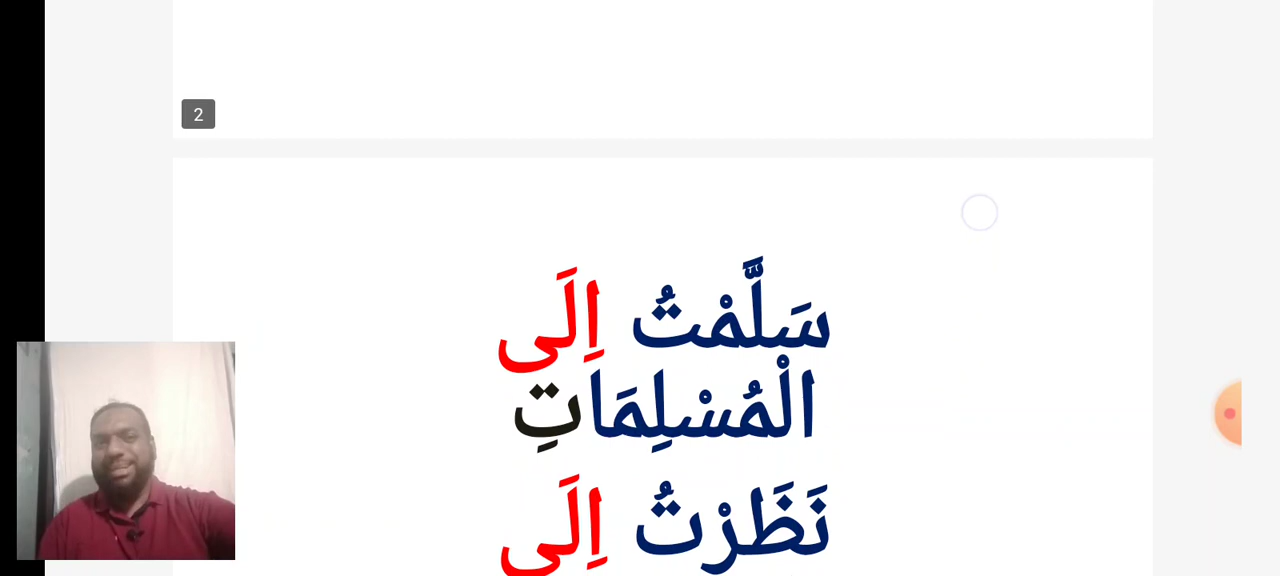 2
سَلَّمْتُ اِلَى
الْمُسْلِمَاتِ
نَظَرْتُ اِلَى